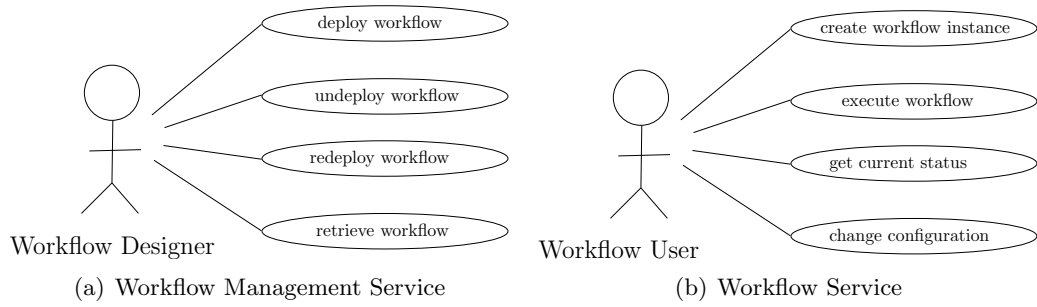 deploy workflow
undeploy workflow
redeploy workflow
retrieve workflow
Workflow Designer
(a) Workflow Management Service
create workflow instance
execute workflow
get current status
change configuration
Workflow User
(b) Workflow Service